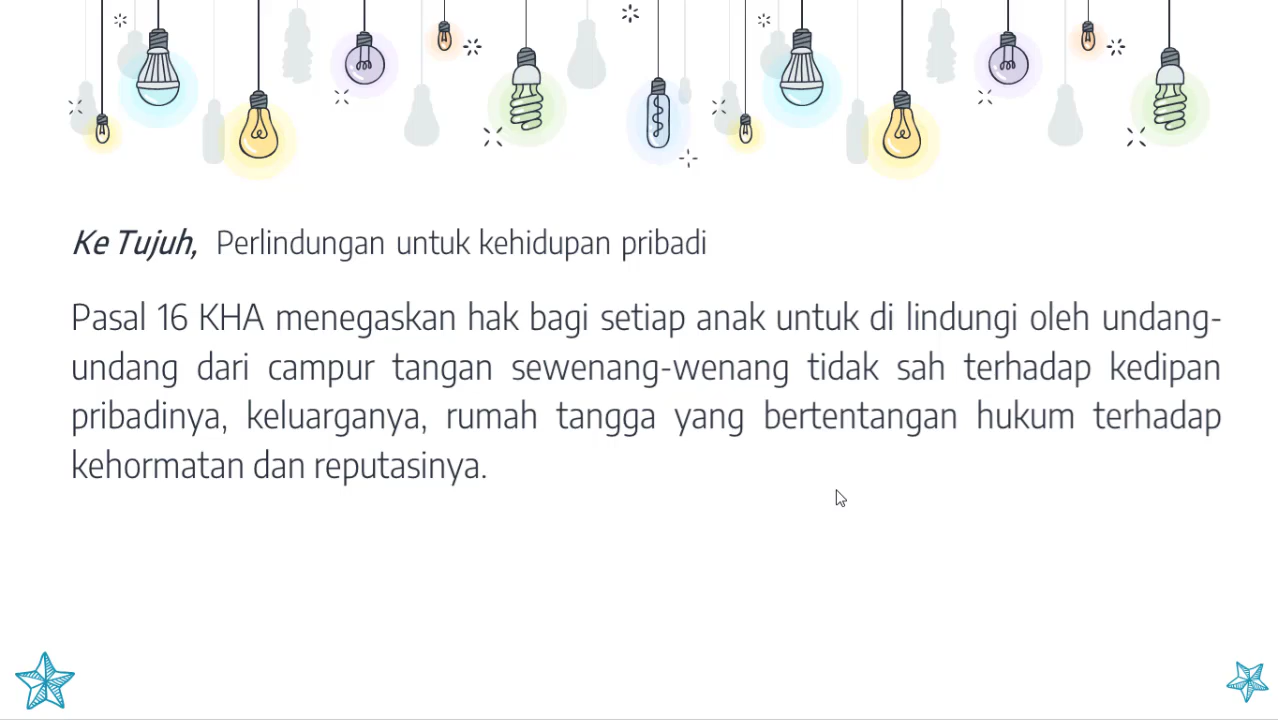 Ke Tujuh, Perlindungan untuk kehidupan pribadi
Pasal 16 KHA menegaskan hak bagi setiap anak untuk di lindungi oleh undang-
undang dari campur tangan sewenang-wenang tidak sah terhadap kedipan
pribadinya, keluarganya, rumah tangga yang bertentangan hukum terhadap
kehormatan dan reputasinya.